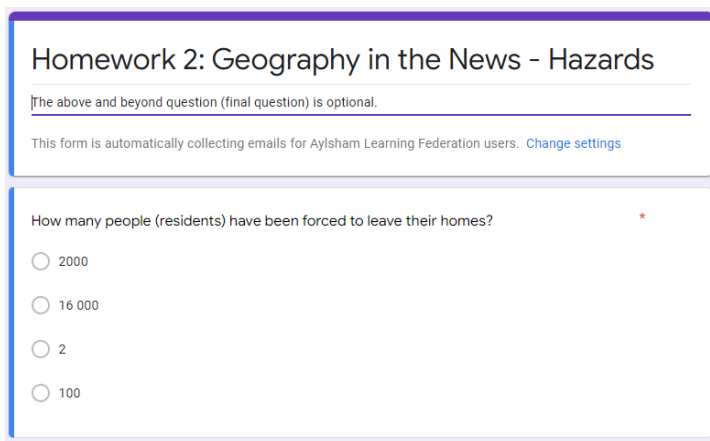 Homework 2: Geography in the News - Hazards
The above and beyond question (final question) is optional.
This form is automatically collecting emails for Aylsham Learning Federation users. Change settings
How many people (residents) have been forced to leave their homes? *
2000
16 000
2
100